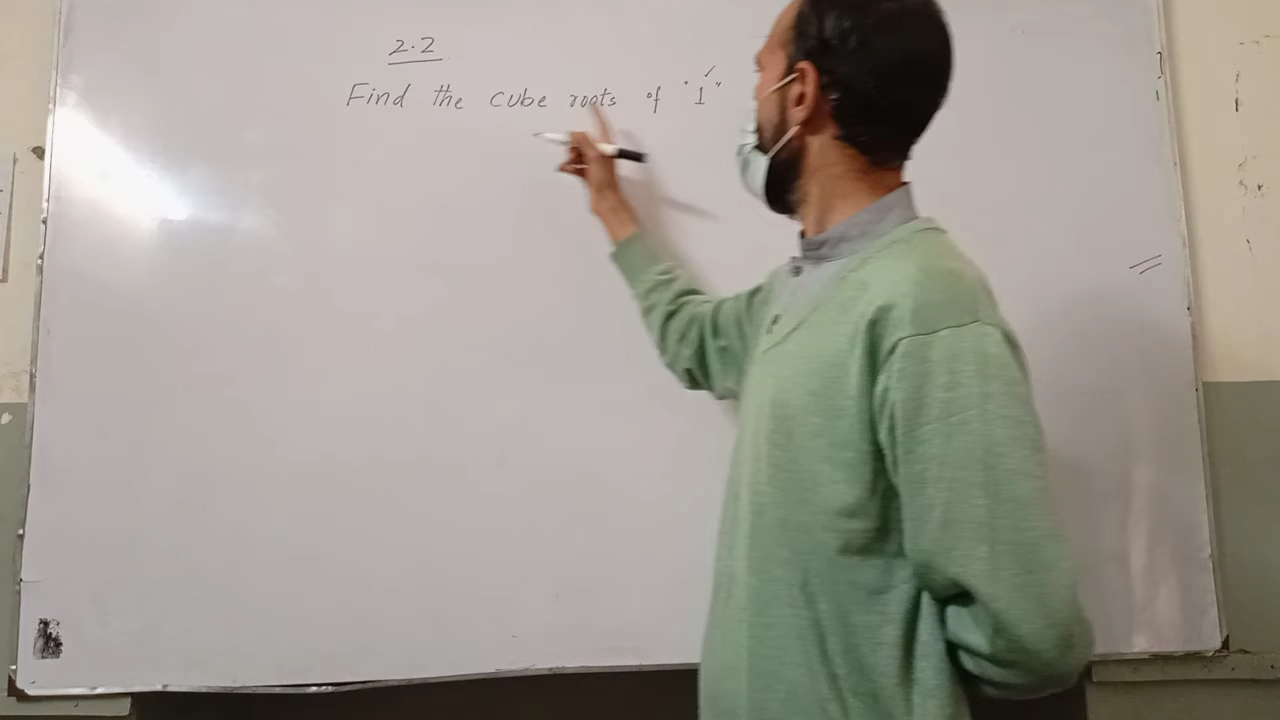 2.2
Find the cube roots of "1"